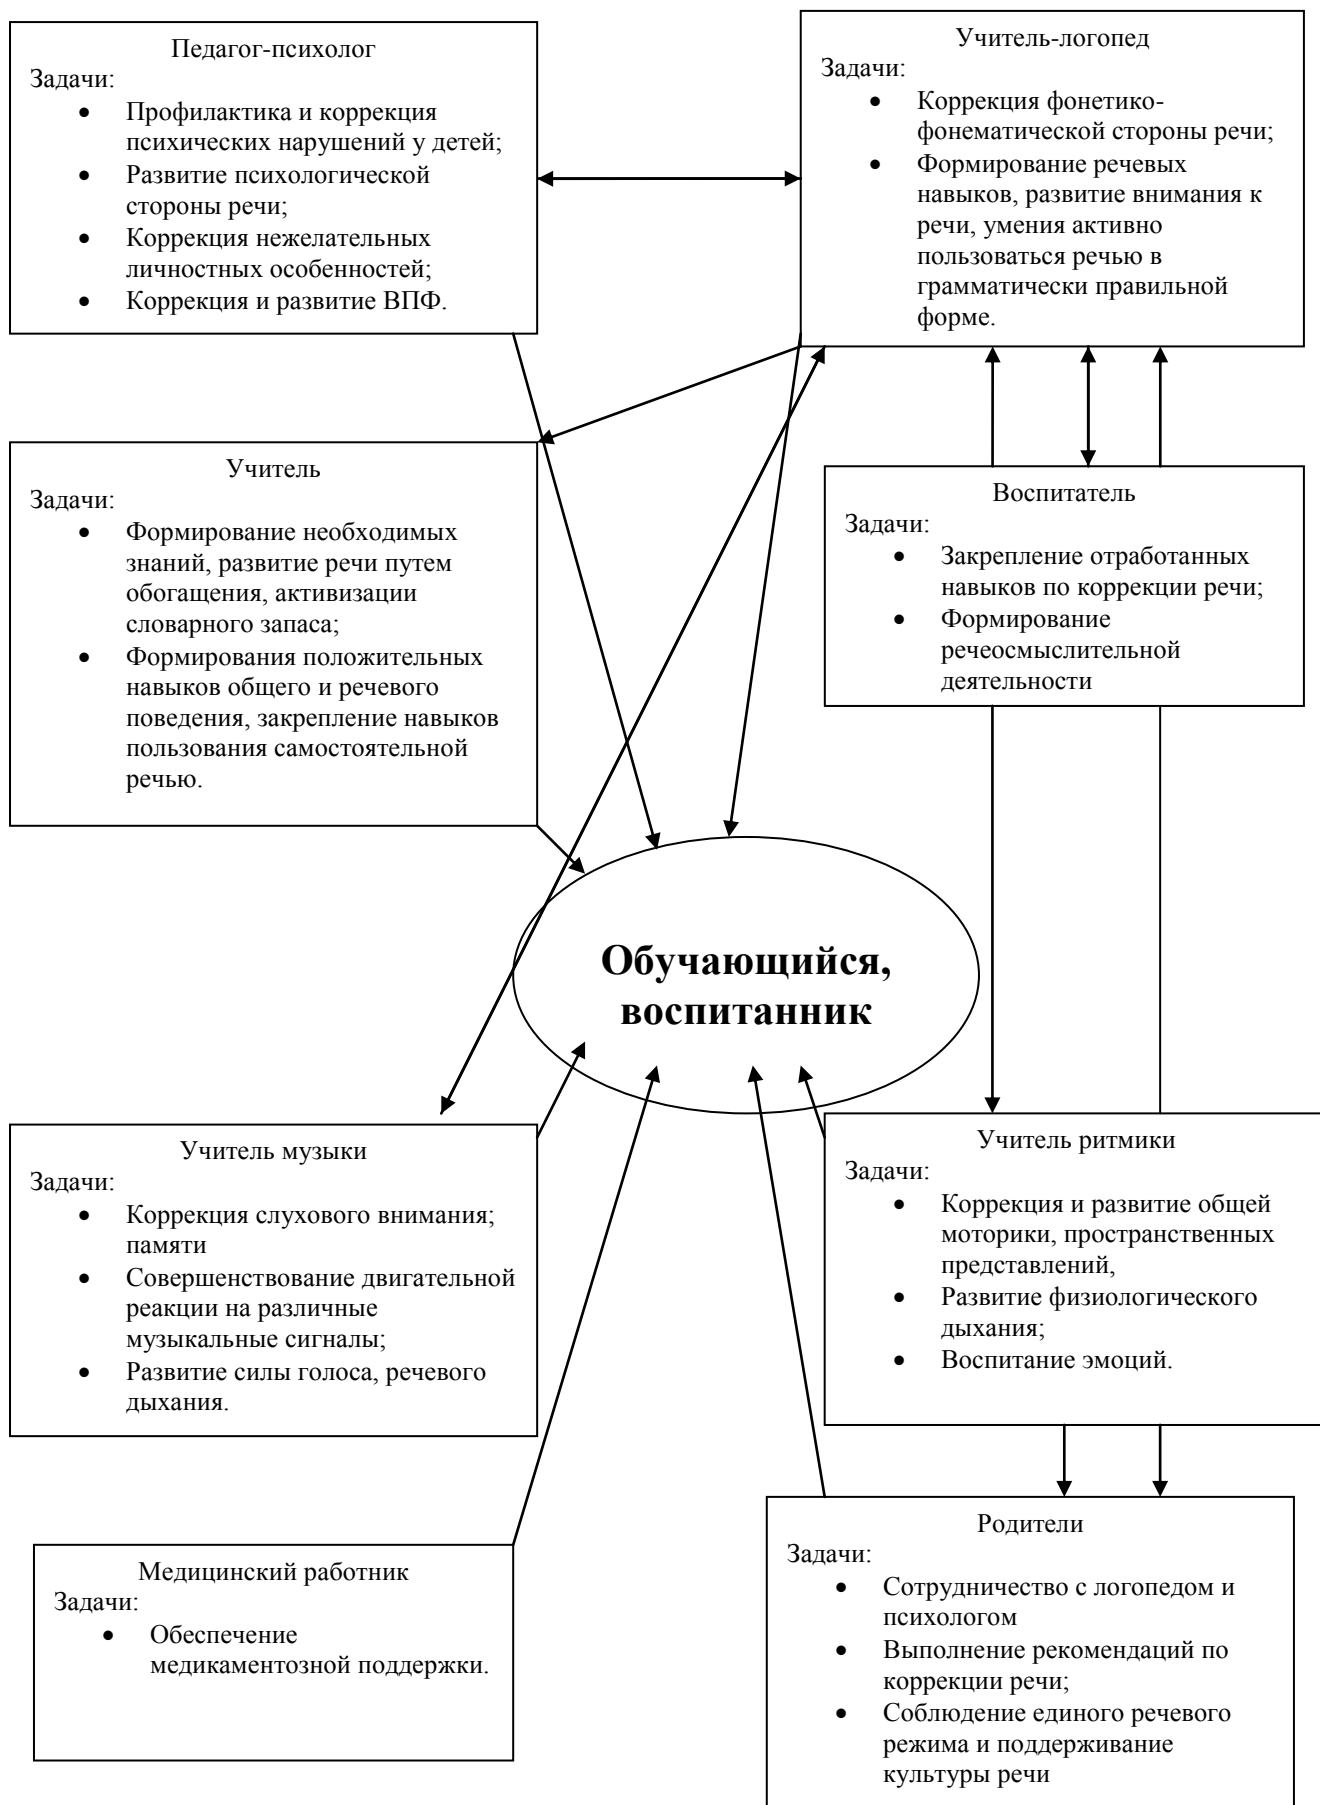 Педагог-психолог
Задачи:
• Профилактика и коррекция
психических нарушений у детей;
• Развитие психологической
стороны речи;
• Коррекция нежелательных
личностных особенностей;
• Коррекция и развитие ВПФ.
Учитель-логопед
Задачи:
• Коррекция фонетико-
фонематической стороны речи;
• Формирование речевых
навыков, развитие внимания к
речи, умения активно
пользоваться речью в
грамматически правильной
форме.
Учитель
Задачи:
• Формирование необходимых
знаний, развитие речи путем
обогащения, активизации
словарного запаса;
• Формирования положительных
навыков общего и речевого
поведения, закрепление навыков
пользования самостоятельной
речью.
Воспитатель
Задачи:
• Закрепление отработанных
навыков по коррекции речи;
• Формирование
речеосмыслительной
деятельности
Обучающийся,
воспитанник
Учитель музыки
Задачи:
• Коррекция слухового внимания;
памяти
• Совершенствование двигательной
реакции на различные
музыкальные сигналы;
• Развитие силы голоса, речевого
дыхания.
Учитель ритмики
Задачи:
• Коррекция и развитие общей
моторики, пространственных
представлений,
• Развитие физиологического
дыхания;
• Воспитание эмоций.
Медицинский работник
Задачи:
• Обеспечение
медикаментозной поддержки.
Родители
Задачи:
• Сотрудничество с логопедом и
психологом
• Выполнение рекомендаций по
коррекции речи;
• Соблюдение единого речевого
режима и поддерживание
культуры речи